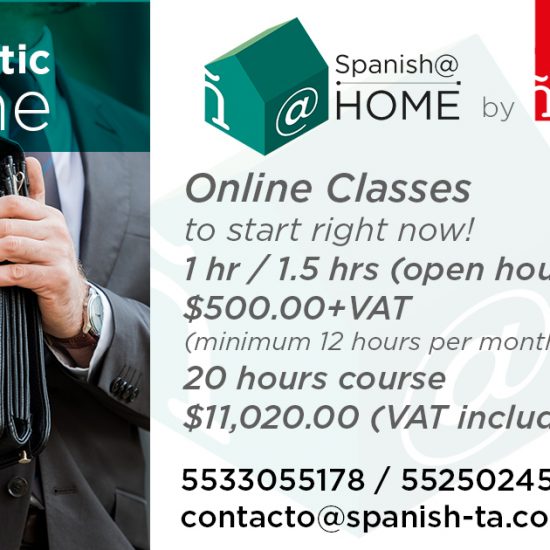 tic
ne
Spanish@
HOME by
ñ @
Online Classes
to start right now!
1 hr / 1.5 hrs (open hou
$500.00+VAT
(minimum 12 hours per month
20 hours course
$11,020.00 (VAT includ
5533055178 / 55250245
contacto@spanish-ta.co